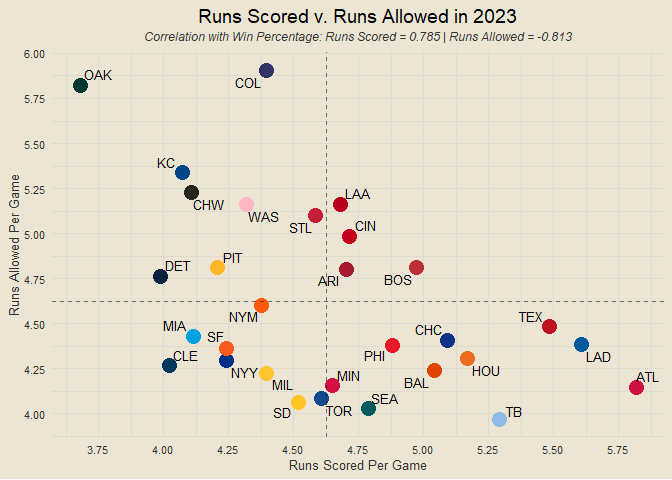 Runs Scored v. Runs Allowed in 2023
Correlation with Win Percentage: Runs Scored = 0.785 | Runs Allowed = -0.813
Runs Allowed Per Game
6.00
5.75
5.50
5.25
5.00
4.75
4.50
4.25
4.00
OAK
COL
KC
CHW
WAS
LAA
STL
CIN
PIT
DET
ARI
BOS
NYM
TEX
MIA
SF
CHC
PHI
LAD
CLE
NYY
HOU
MIL
MIN
BAL
ATL
SD
TOR
SEA
TB
3.75
4.00
4.25
4.50
4.75
5.00
5.25
5.50
5.75
Runs Scored Per Game